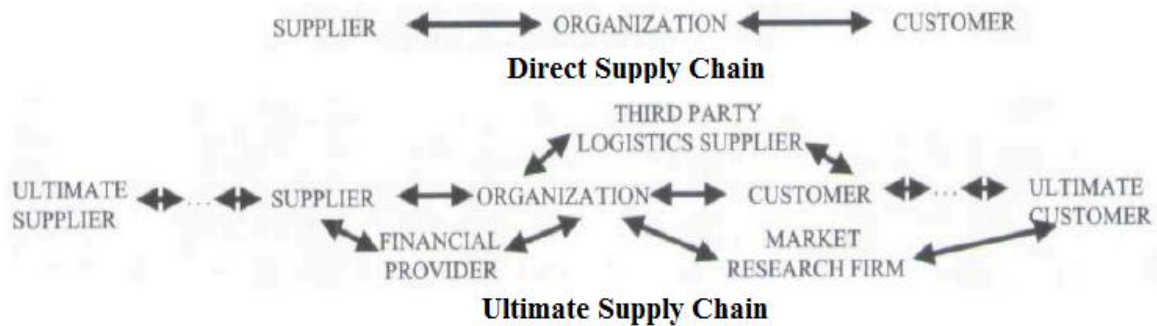 SUPPLIER ORGANIZATION CUSTOMER
Direct Supply Chain
THIRD PARTY
LOGISTICS SUPPLIER
ULTIMATE
SUPPLIER
...
SUPPLIER ORGANIZATION CUSTOMER
...
ULTIMATE
CUSTOMER
FINANCIAL
PROVIDER
MARKET
RESEARCH FIRM
Ultimate Supply Chain